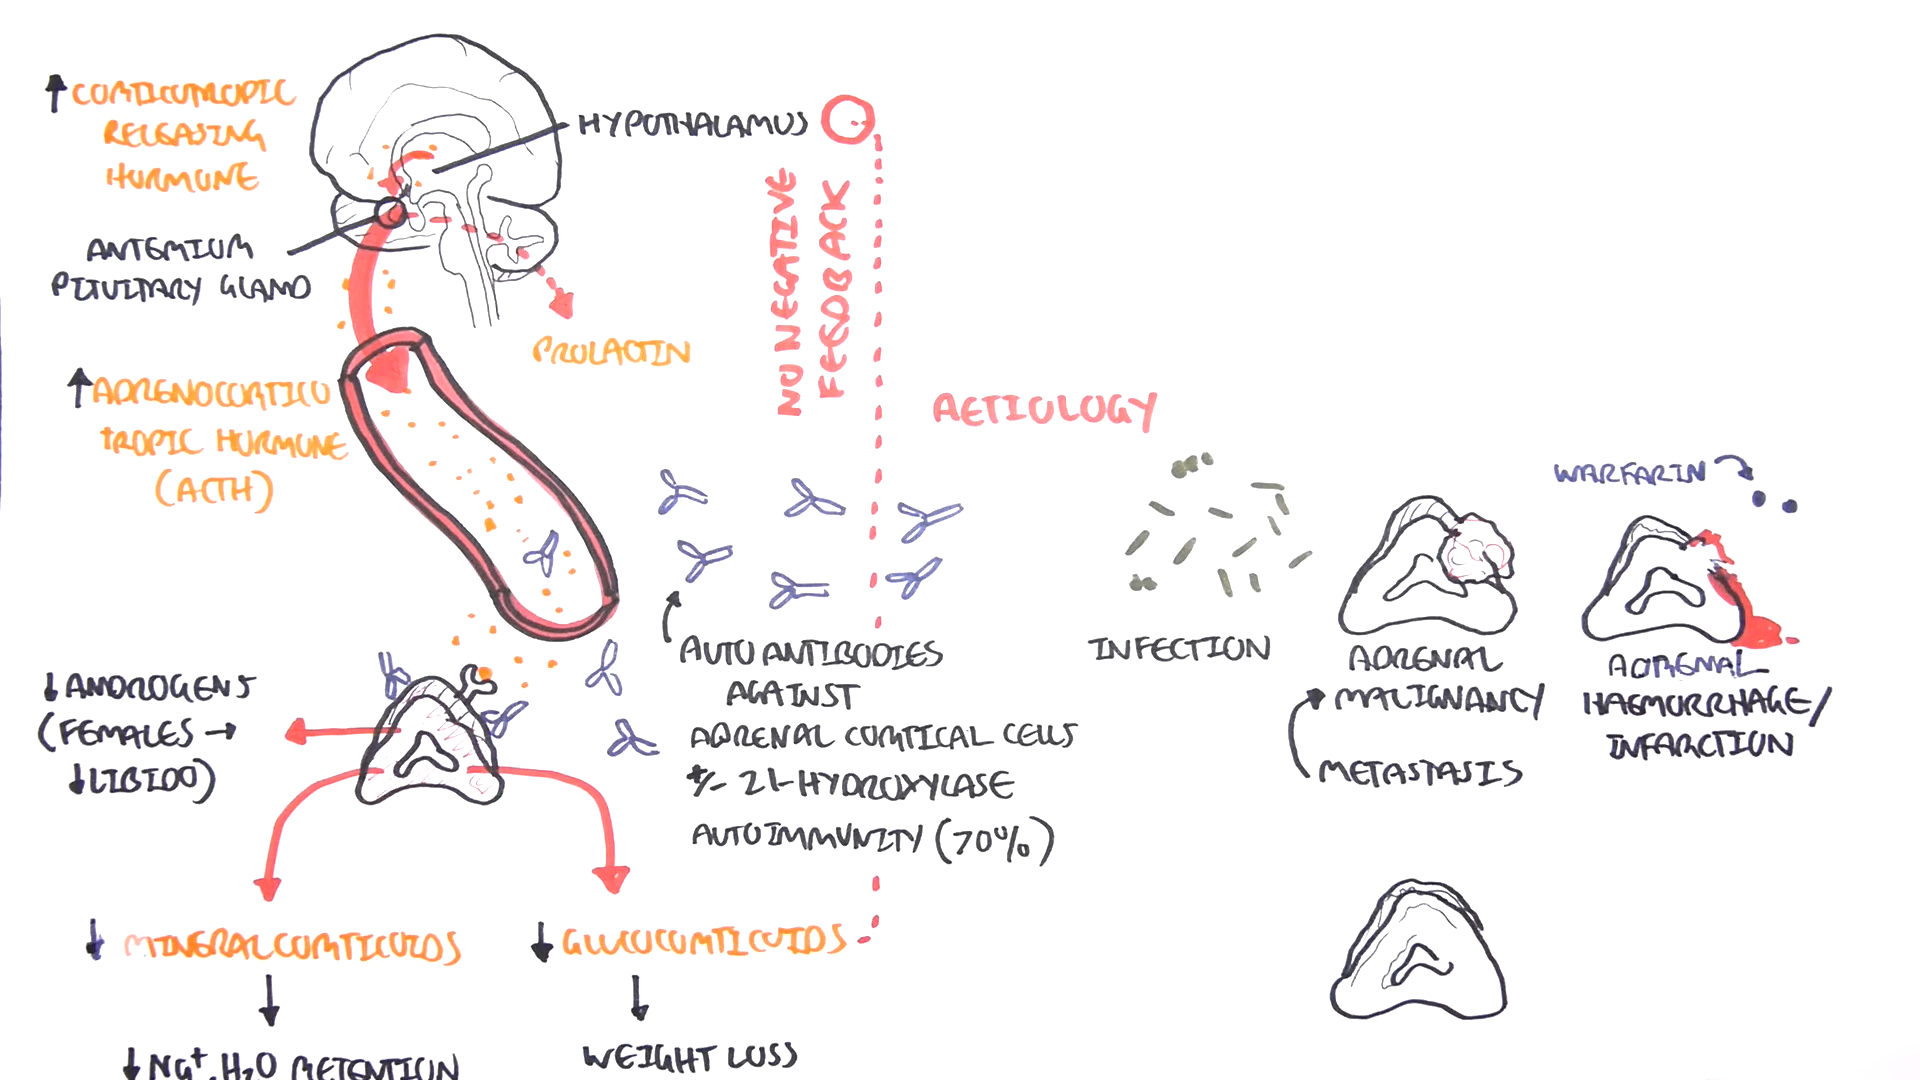 ↑ CORTICOTROPIC
RELEASING
HORMONE
HYPOTHALAMUS
ANTERIOR
PITUITARY GLAND
PROLACTIN
NO NEGATIVE
FEEDBACK
↑ ADRENOCORTICO
TROPIC HORMONE
(ACTH)
AETIOLOGY
WARFARIN
AUTOANTIBODIES
AGAINST
ADRENAL CORTICAL CELLS
+/- 21-HYDROXYLASE
AUTOIMMUNITY (70%)
INFECTION
ADRENAL
MALIGNANCY
METASTASIS
ADRENAL
HAEMORRHAGE/
INFARCTION
↓ ANDROGENS
(FEMALES →
↓LIBIDO)
↓ MINERALCORTICOIDS
↓ GLUCOCORTICOIDS
↓ Na+, H2O RETENTION
WEIGHT LOSS